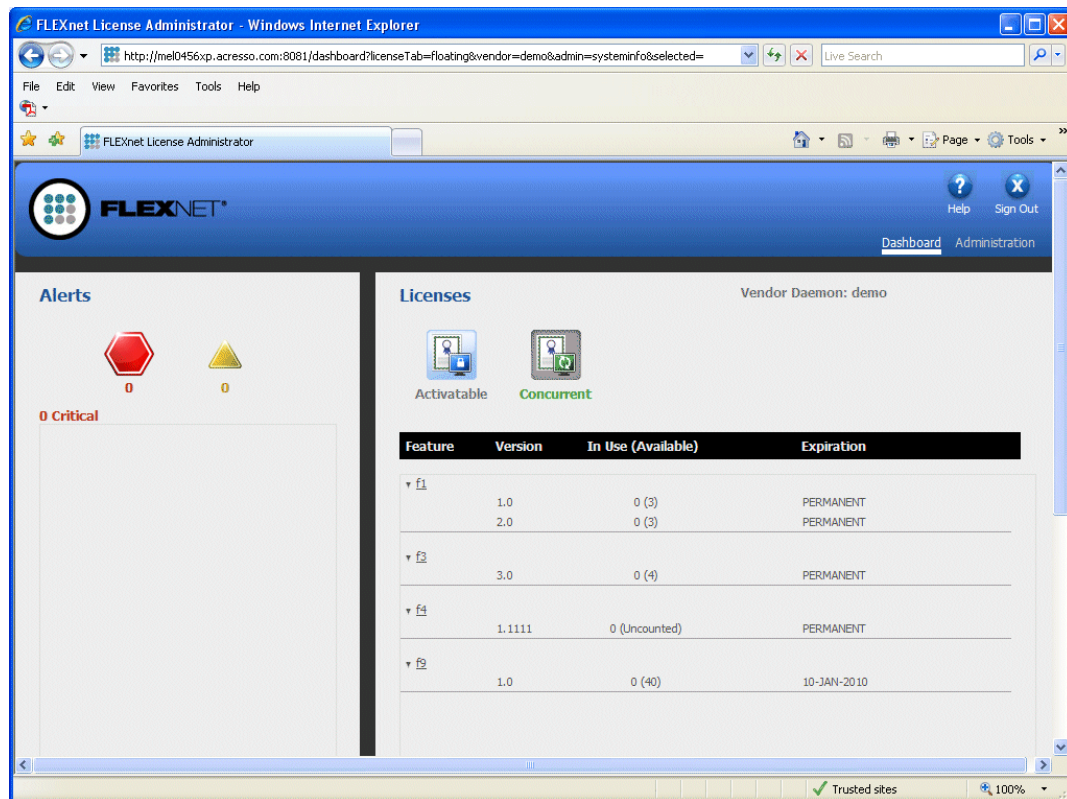 FLEXnet License Administrator - Windows Internet Explorer
http://mel0456xp.acresso.com:8081/dashboard?licenseTab=floating&vendor=demo&admin=systeminfo&selected=
Live Search
File Edit View Favorites Tools Help
FLEXnet License Administrator
Page Tools
FLEXNET
Help Sign Out
Dashboard Administration
Alerts
0 0
0 Critical
Licenses Vendor Daemon: demo
Activatable Concurrent
Feature Version In Use (Available) Expiration
f1
1.0 0 (3) PERMANENT
2.0 0 (3) PERMANENT
f3
3.0 0 (4) PERMANENT
f4
1.1111 0 (Uncounted) PERMANENT
f9
1.0 0 (40) 10-JAN-2010
Trusted sites 100%